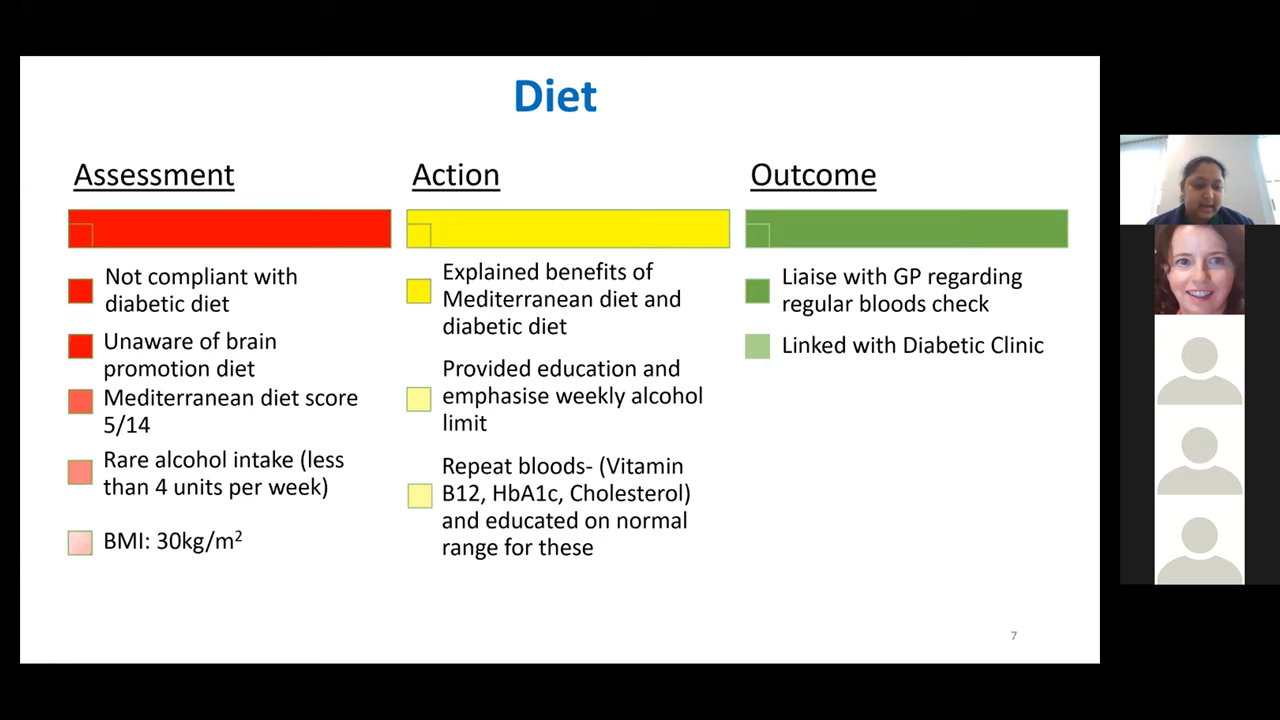 Diet
Assessment
Not compliant with
diabetic diet
Unaware of brain
promotion diet
Mediterranean diet score
5/14
Rare alcohol intake (less
than 4 units per week)
BMI: 30kg/m²
Action
Explained benefits of
Mediterranean diet and
diabetic diet
Provided education and
emphasise weekly alcohol
limit
Repeat bloods- (Vitamin
B12, HbA1c, Cholesterol)
and educated on normal
range for these
Outcome
Liaise with GP regarding
regular bloods check
Linked with Diabetic Clinic
7